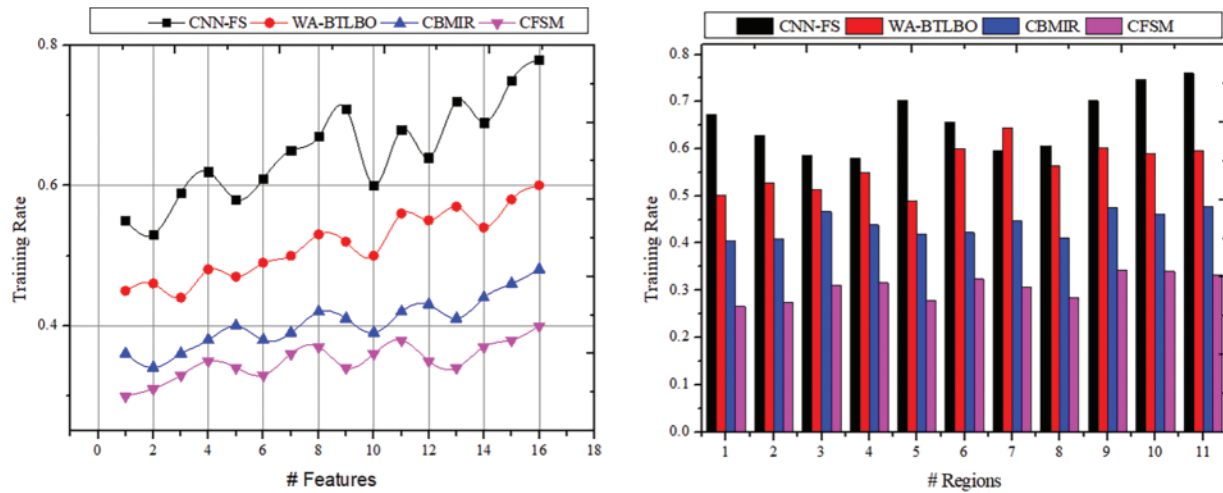 CNN-FS WA-BTLBO CBMIR CFSM
0.8
0.6
0.4
Training Rate
0 2 4 6 8 10 12 14 16 18
# Features
CNN-FS WA-BTLBO CBMIR CFSM
0.8
0.7
0.6
0.5
0.4
0.3
0.2
0.1
0.0
Training Rate
1 2 3 4 5 6 7 8 9 10 11
# Regions